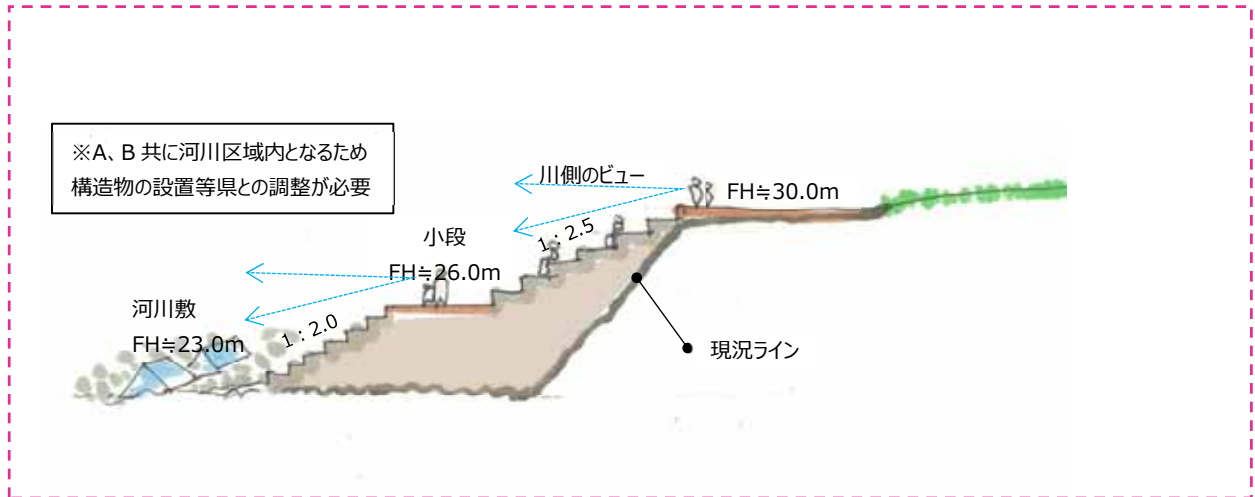 ※A、B 共に河川区域内となるため
構造物の設置等県との調整が必要
川側のビュー
FH≒30.0m
1：2.5
小段
FH≒26.0m
河川敷
FH≒23.0m
1：2.0
現況ライン